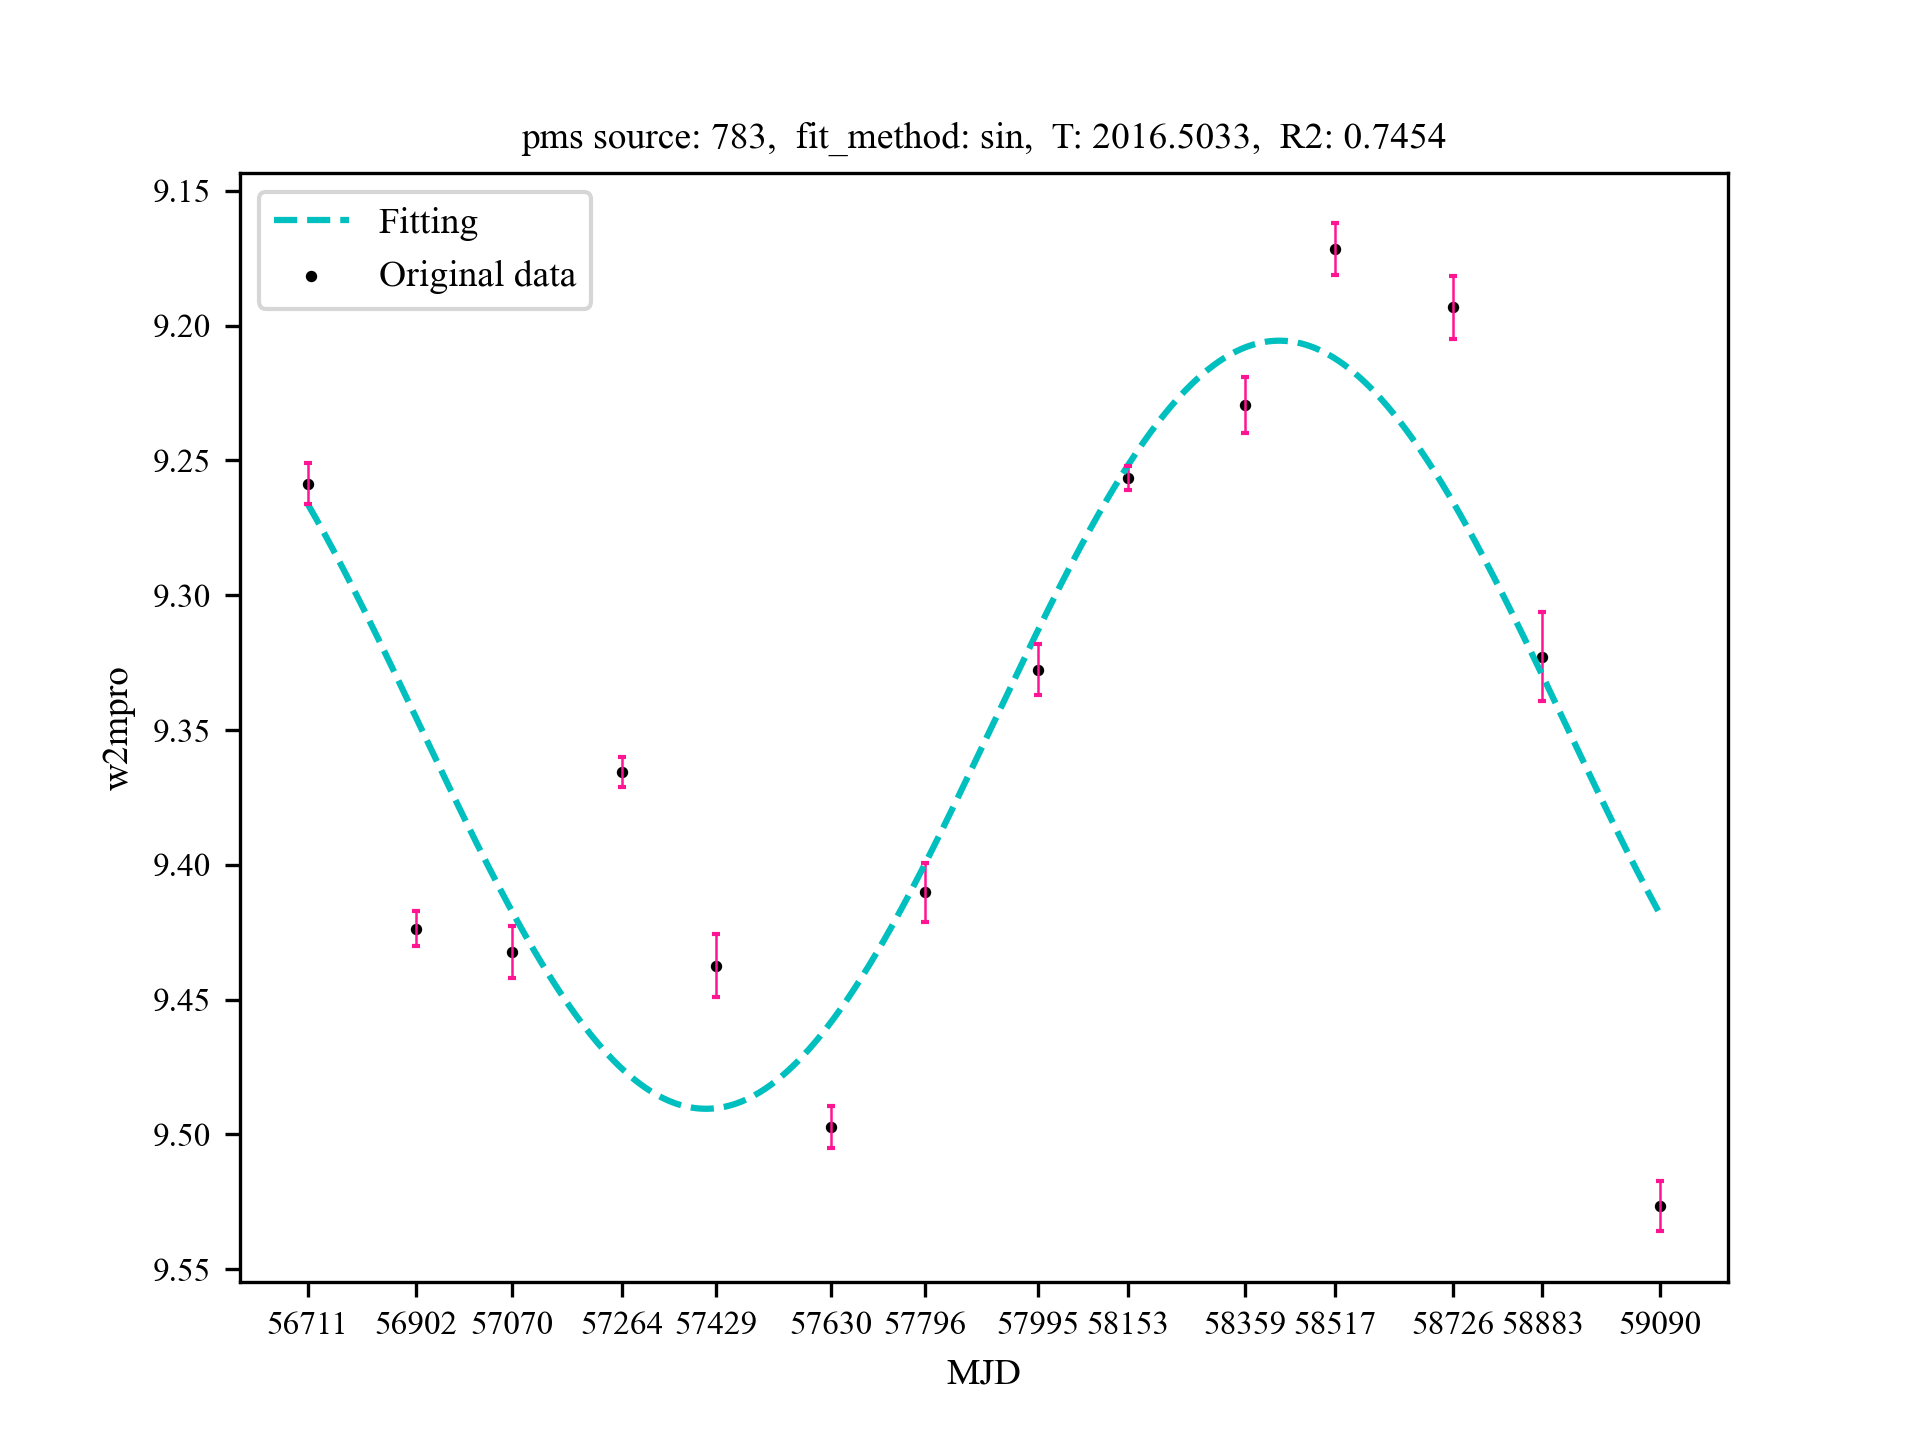 pms source: 783,  fit_method: sin,  T: 2016.5033,  R2: 0.7454
Fitting
Original data
9.15
9.20
9.25
9.30
9.35
9.40
9.45
9.50
9.55
w2mpro
56711 56902 57070 57264 57429 57630 57796 57995 58153 58359 58517 58726 58883 59090
MJD